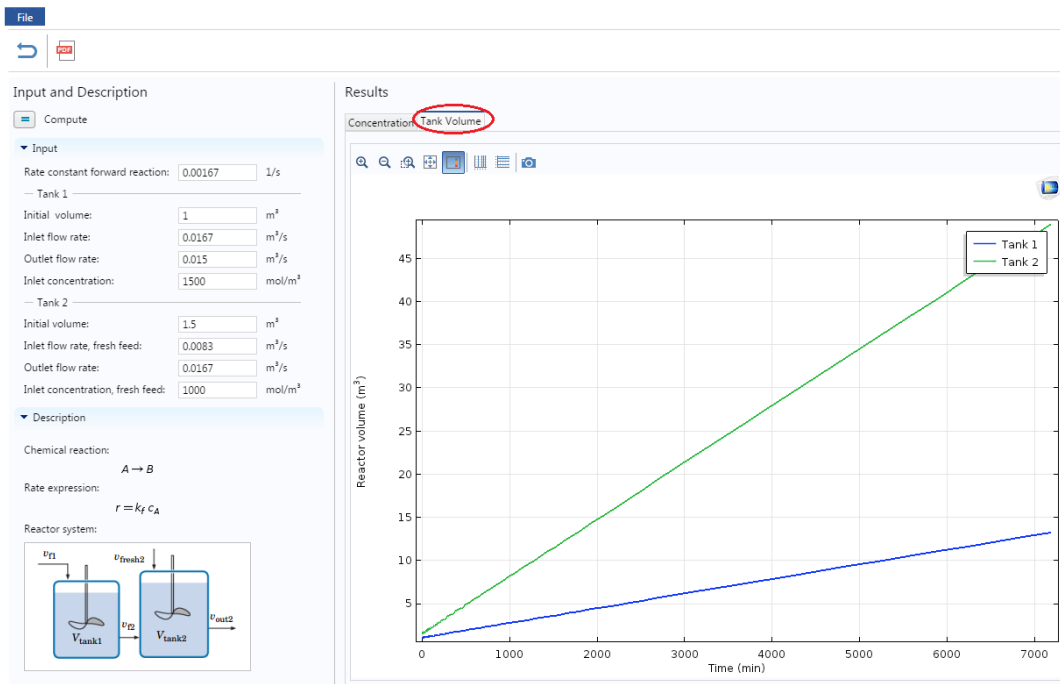 File
PDF
Input and Description
Compute
Input
Rate constant forward reaction: 0.00167 1/s
Tank 1
Initial volume: 1 m³
Inlet flow rate: 0.0167 m³/s
Outlet flow rate: 0.015 m³/s
Inlet concentration: 1500 mol/m³
Tank 2
Initial volume: 1.5 m³
Inlet flow rate, fresh feed: 0.0083 m³/s
Outlet flow rate: 0.0167 m³/s
Inlet concentration, fresh feed: 1000 mol/m³
Description
Chemical reaction:
A → B
Rate expression:
r = k_f c_A
Reactor system:
v_f1
v_fresh2
v_f2
v_out2
V_tank1
V_tank2
Results
Concentration Tank Volume
Tank 1
Tank 2
45
40
35
30
25
20
15
10
5
Reactor volume (m³)
0 1000 2000 3000 4000 5000 6000 7000
Time (min)